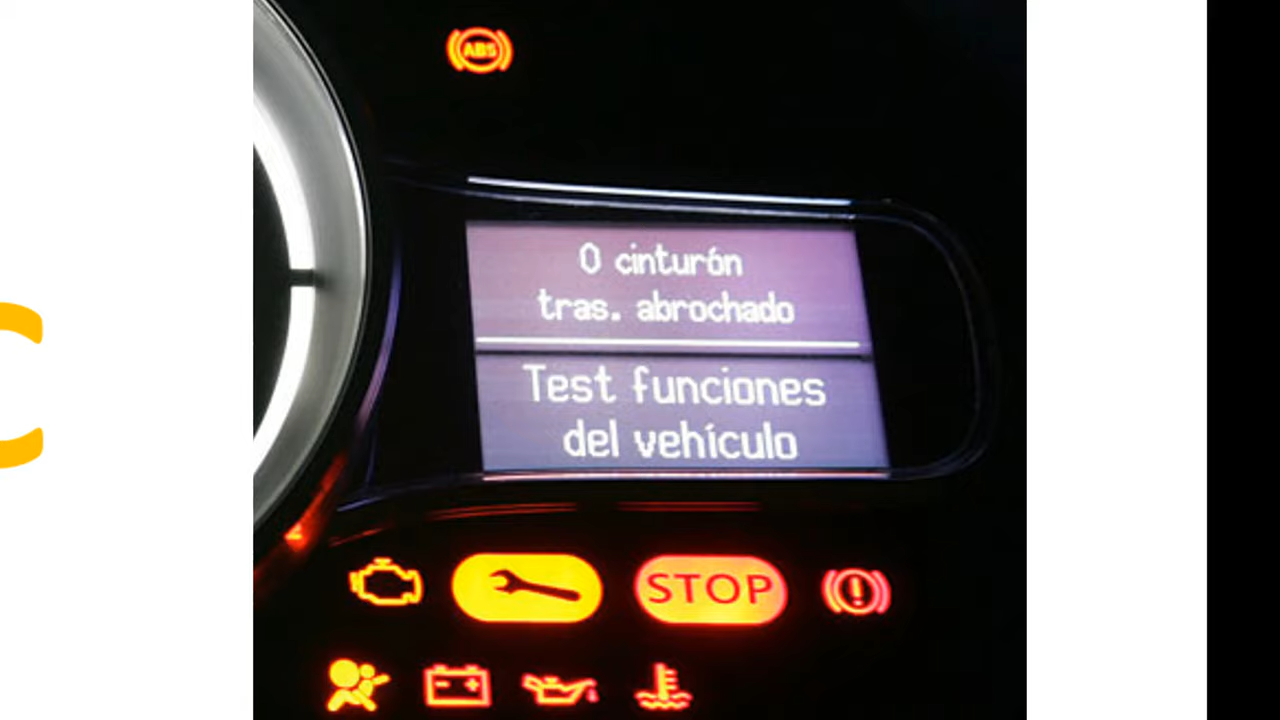 ABS
0 cinturón
tras. abrochado
Test funciones
del vehículo
STOP